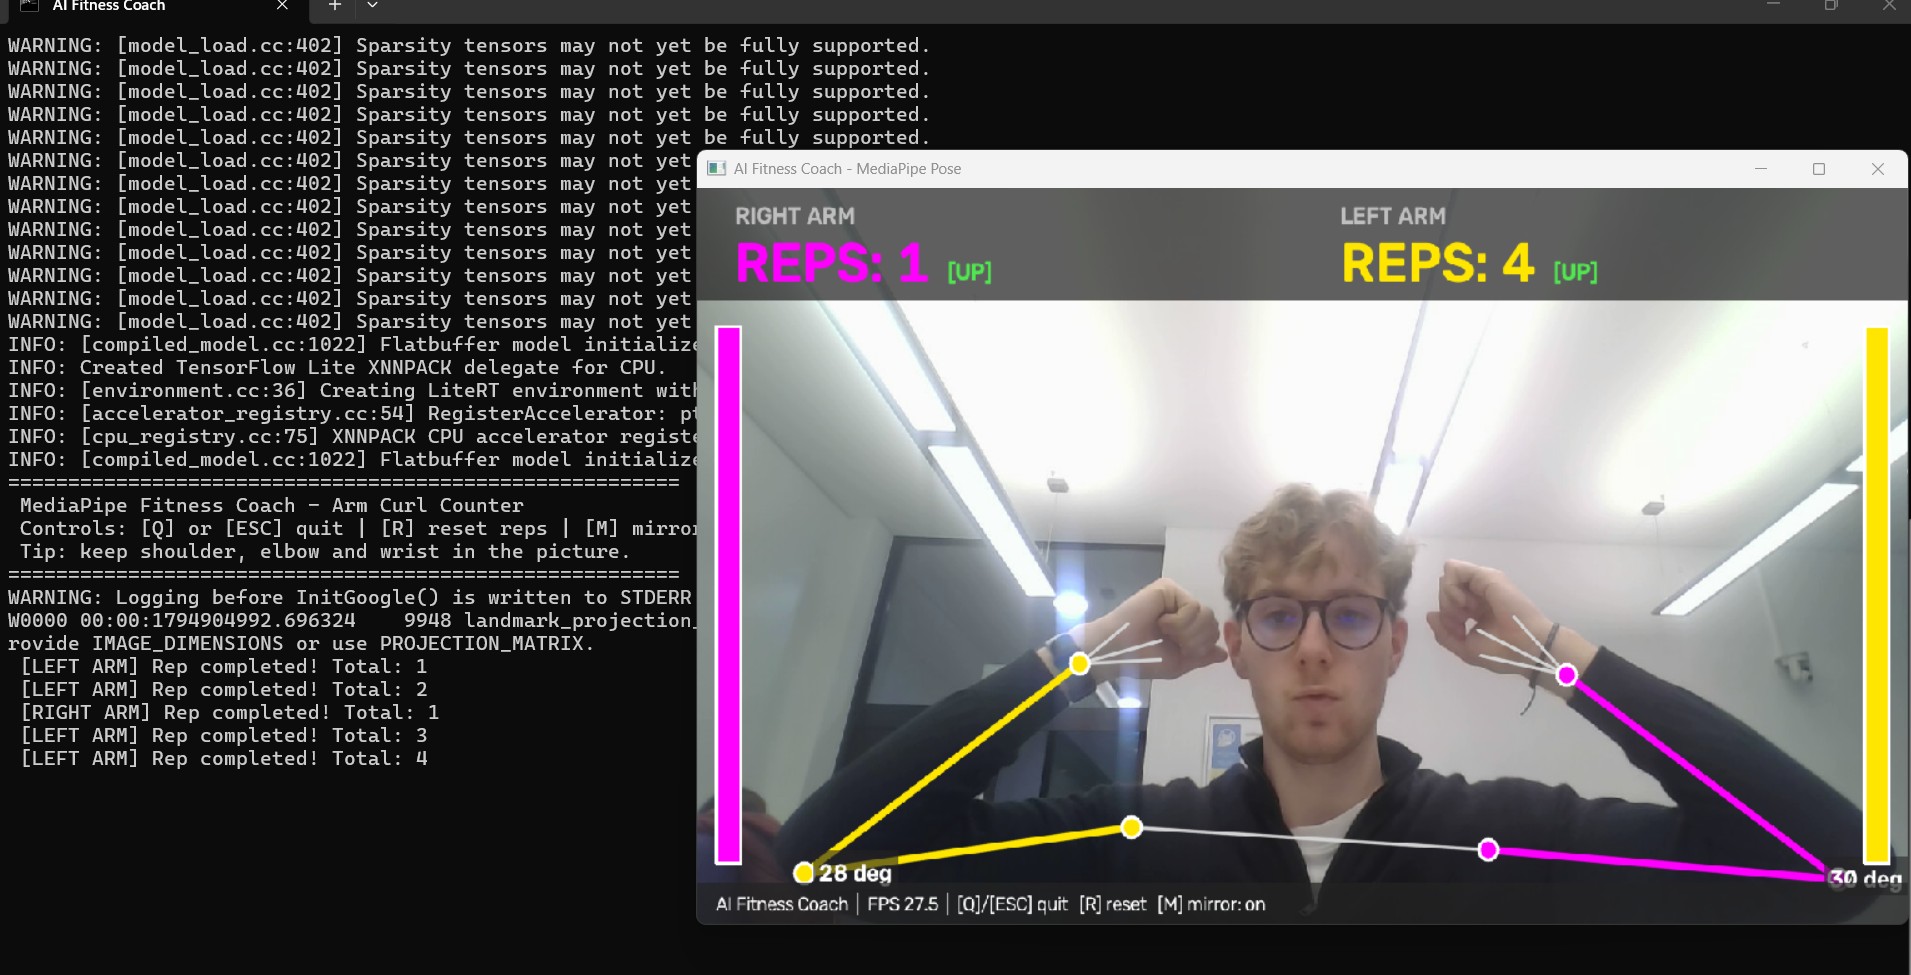 AI Fitness Coach
WARNING: [model_load.cc:402] Sparsity tensors may not yet be fully supported.
WARNING: [model_load.cc:402] Sparsity tensors may not yet be fully supported.
WARNING: [model_load.cc:402] Sparsity tensors may not yet be fully supported.
WARNING: [model_load.cc:402] Sparsity tensors may not yet be fully supported.
WARNING: [model_load.cc:402] Sparsity tensors may not yet be fully supported.
WARNING: [model_load.cc:402] Sparsity tensors may not yet
WARNING: [model_load.cc:402] Sparsity tensors may not yet
WARNING: [model_load.cc:402] Sparsity tensors may not yet
WARNING: [model_load.cc:402] Sparsity tensors may not yet
WARNING: [model_load.cc:402] Sparsity tensors may not yet
WARNING: [model_load.cc:402] Sparsity tensors may not yet
WARNING: [model_load.cc:402] Sparsity tensors may not yet
WARNING: [model_load.cc:402] Sparsity tensors may not yet
INFO: [compiled_model.cc:1022] Flatbuffer model initialize
INFO: Created TensorFlow Lite XNNPACK delegate for CPU.
INFO: [environment.cc:36] Creating LiteRT environment with
INFO: [accelerator_registry.cc:54] RegisterAccelerator: pt
INFO: [cpu_registry.cc:75] XNNPACK CPU accelerator registe
INFO: [compiled_model.cc:1022] Flatbuffer model initialize
========================================================
MediaPipe Fitness Coach - Arm Curl Counter
Controls: [Q] or [ESC] quit | [R] reset reps | [M] mirror
Tip: keep shoulder, elbow and wrist in the picture.
========================================================
WARNING: Logging before InitGoogle() is written to STDERR
W0000 00:00:1794904992.696324    9948 landmark_projection_
rovide IMAGE_DIMENSIONS or use PROJECTION_MATRIX.
[LEFT ARM] Rep completed! Total: 1
[LEFT ARM] Rep completed! Total: 2
[RIGHT ARM] Rep completed! Total: 1
[LEFT ARM] Rep completed! Total: 3
[LEFT ARM] Rep completed! Total: 4
AI Fitness Coach - MediaPipe Pose
RIGHT ARM
REPS: 1 [UP]
LEFT ARM
REPS: 4 [UP]
28 deg
30 deg
AI Fitness Coach | FPS 27.5 | [Q]/[ESC] quit [R] reset [M] mirror: on